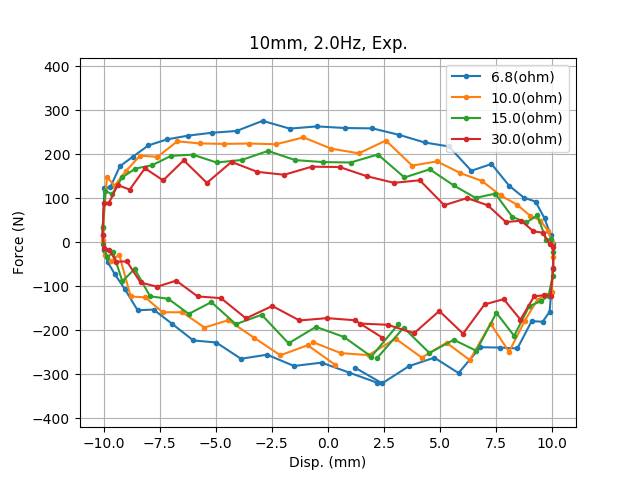 10mm, 2.0Hz, Exp.
6.8(ohm)
10.0(ohm)
15.0(ohm)
30.0(ohm)
400
300
200
100
0
−100
−200
−300
−400
Force (N)
−10.0 −7.5 −5.0 −2.5 0.0 2.5 5.0 7.5 10.0
Disp. (mm)